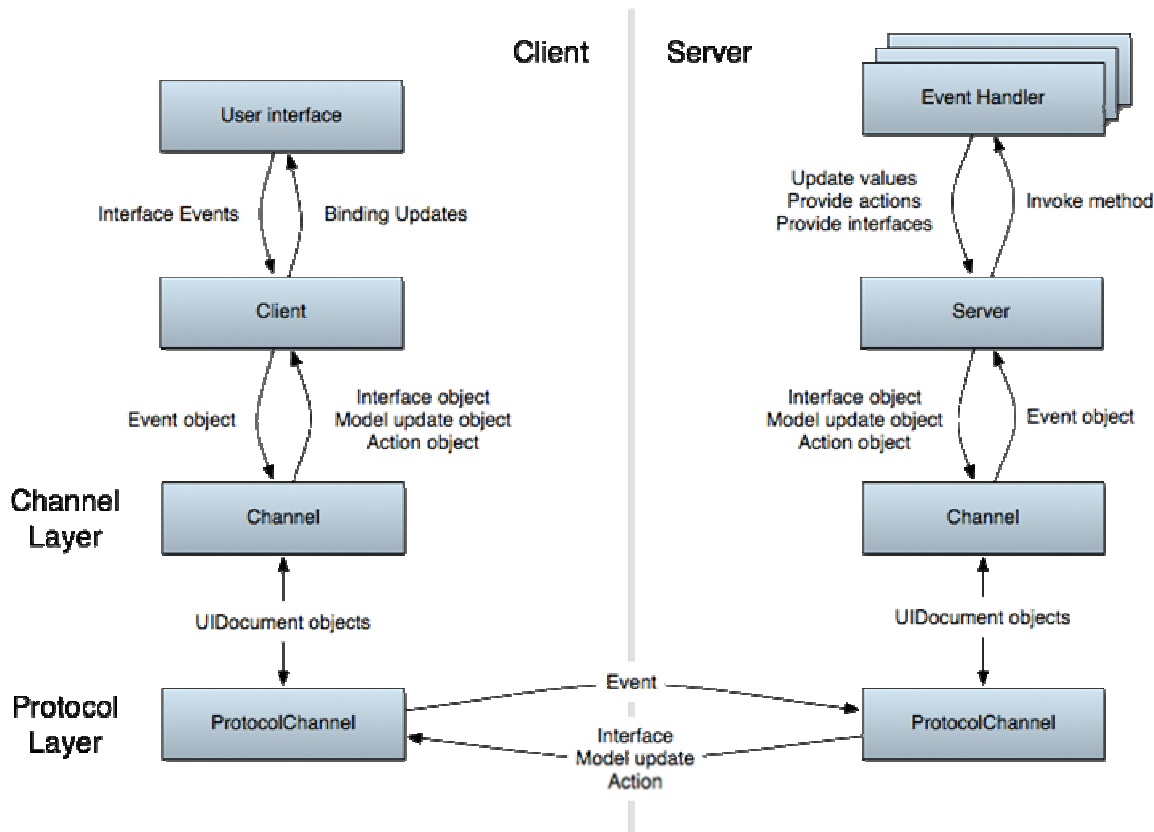 Client
Server
User interface
Event Handler
Interface Events
Binding Updates
Update values
Provide actions
Provide interfaces
Invoke method
Client
Server
Event object
Interface object
Model update object
Action object
Interface object
Model update object
Action object
Event object
Channel
Layer
Channel
Channel
UIDocument objects
UIDocument objects
Protocol
Layer
ProtocolChannel
Event
Interface
Model update
Action
ProtocolChannel